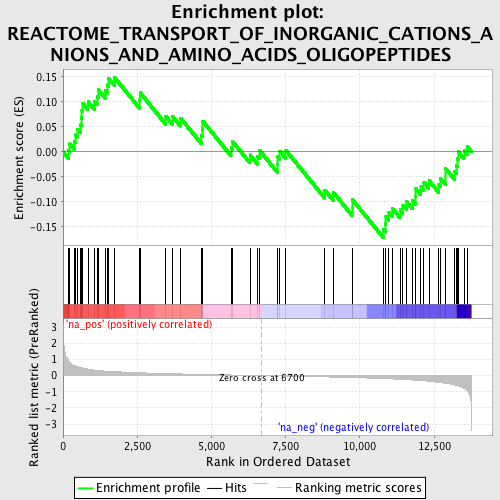 Enrichment plot:
REACTOME_TRANSPORT_OF_INORGANIC_CATIONS_A
NIONS_AND_AMINO_ACIDS_OLIGOPEPTIDES
Enrichment score (ES)
0.15
0.10
0.05
0.00
-0.05
-0.10
-0.15
'na_pos' (positively correlated)
Ranked list metric (PreRanked)
3
2
1
0
-1
-2
-3
Zero cross at 6700
'na_neg' (negatively correlated)
0
2,500
5,000
7,500
10,000
12,500
Rank in Ordered Dataset
Enrichment profile
Hits
Ranking metric scores